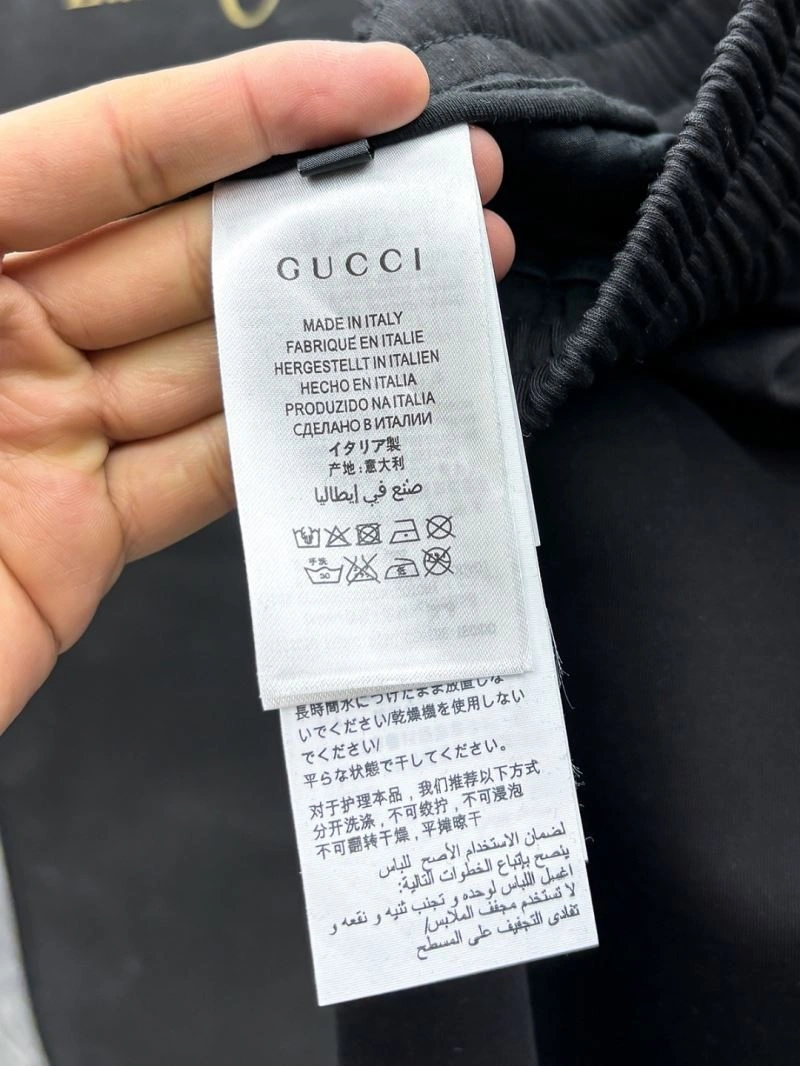 GUCCI
MADE IN ITALY
FABRIQUE EN ITALIE
HERGESTELLT IN ITALIEN
HECHO EN ITALIA
PRODUZIDO NA ITALIA
СДЕЛАНО В ИТАЛИИ
イタリア製
产地:意大利
صنع في إيطاليا
手洗
30
低
長時間水につけたまま放置しな
いでください/乾燥機を使用しない
でください/
平らな状態で干してください。
对于护理本品，我们推荐以下方式
分开洗涤，不可绞拧，不可浸泡
不可翻转干燥，平摊晾干
لضمان الاستخدام الأصح للباس
ينصح بإتباع الخطوات التالية:
اغميل اللباس لوحده و تجنب ثنيه و نقعه و
لا تستخدم مجفف الملابس/
تفادى التجفيف على المسطح